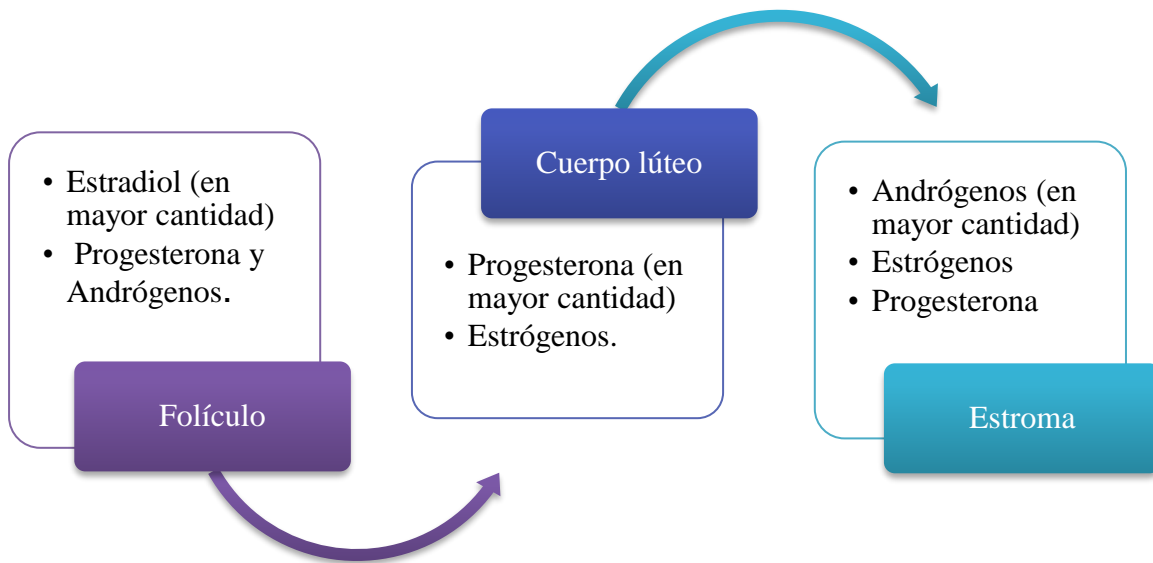 • Estradiol (en
mayor cantidad)
• Progesterona y
Andrógenos.
Folículo
Cuerpo lúteo
• Progesterona (en
mayor cantidad)
• Estrógenos.
• Andrógenos (en
mayor cantidad)
• Estrógenos
• Progesterona
Estroma